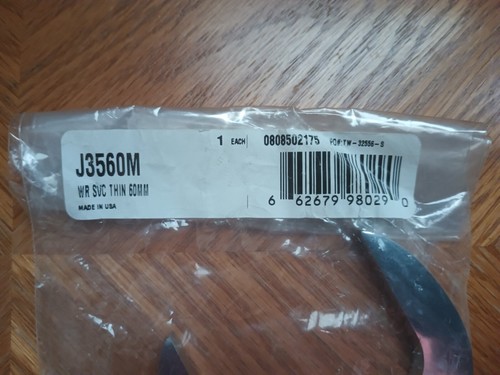 1 EACH 0808502175
J3560M
WR SVC THIN 60MM
MADE IN USA
6 62679 98029 0